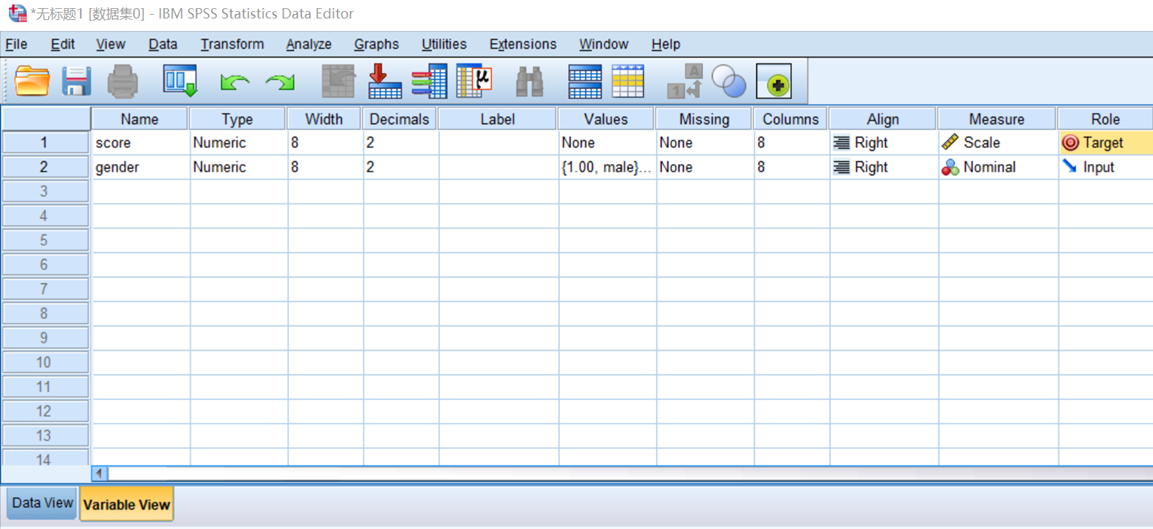 *无标题1 [数据集0] - IBM SPSS Statistics Data Editor
File Edit View Data Transform Analyze Graphs Utilities Extensions Window Help
µ A 1
Name Type Width Decimals Label Values Missing Columns Align Measure Role
1 score Numeric 8 2 None None 8 Right Scale Target
2 gender Numeric 8 2 {1.00, male}... None 8 Right Nominal Input
3
4
5
6
7
8
9
10
11
12
13
14
Data View Variable View